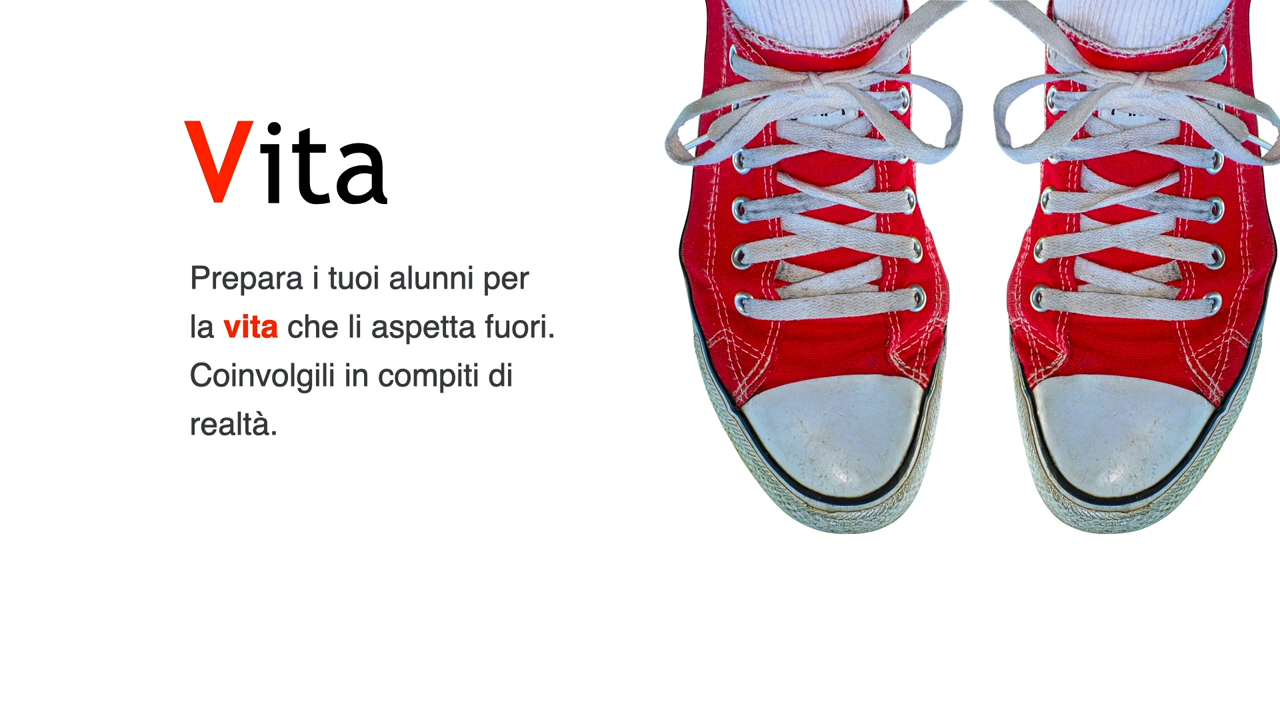 Vita
Prepara i tuoi alunni per
la vita che li aspetta fuori.
Coinvolgili in compiti di
realtà.